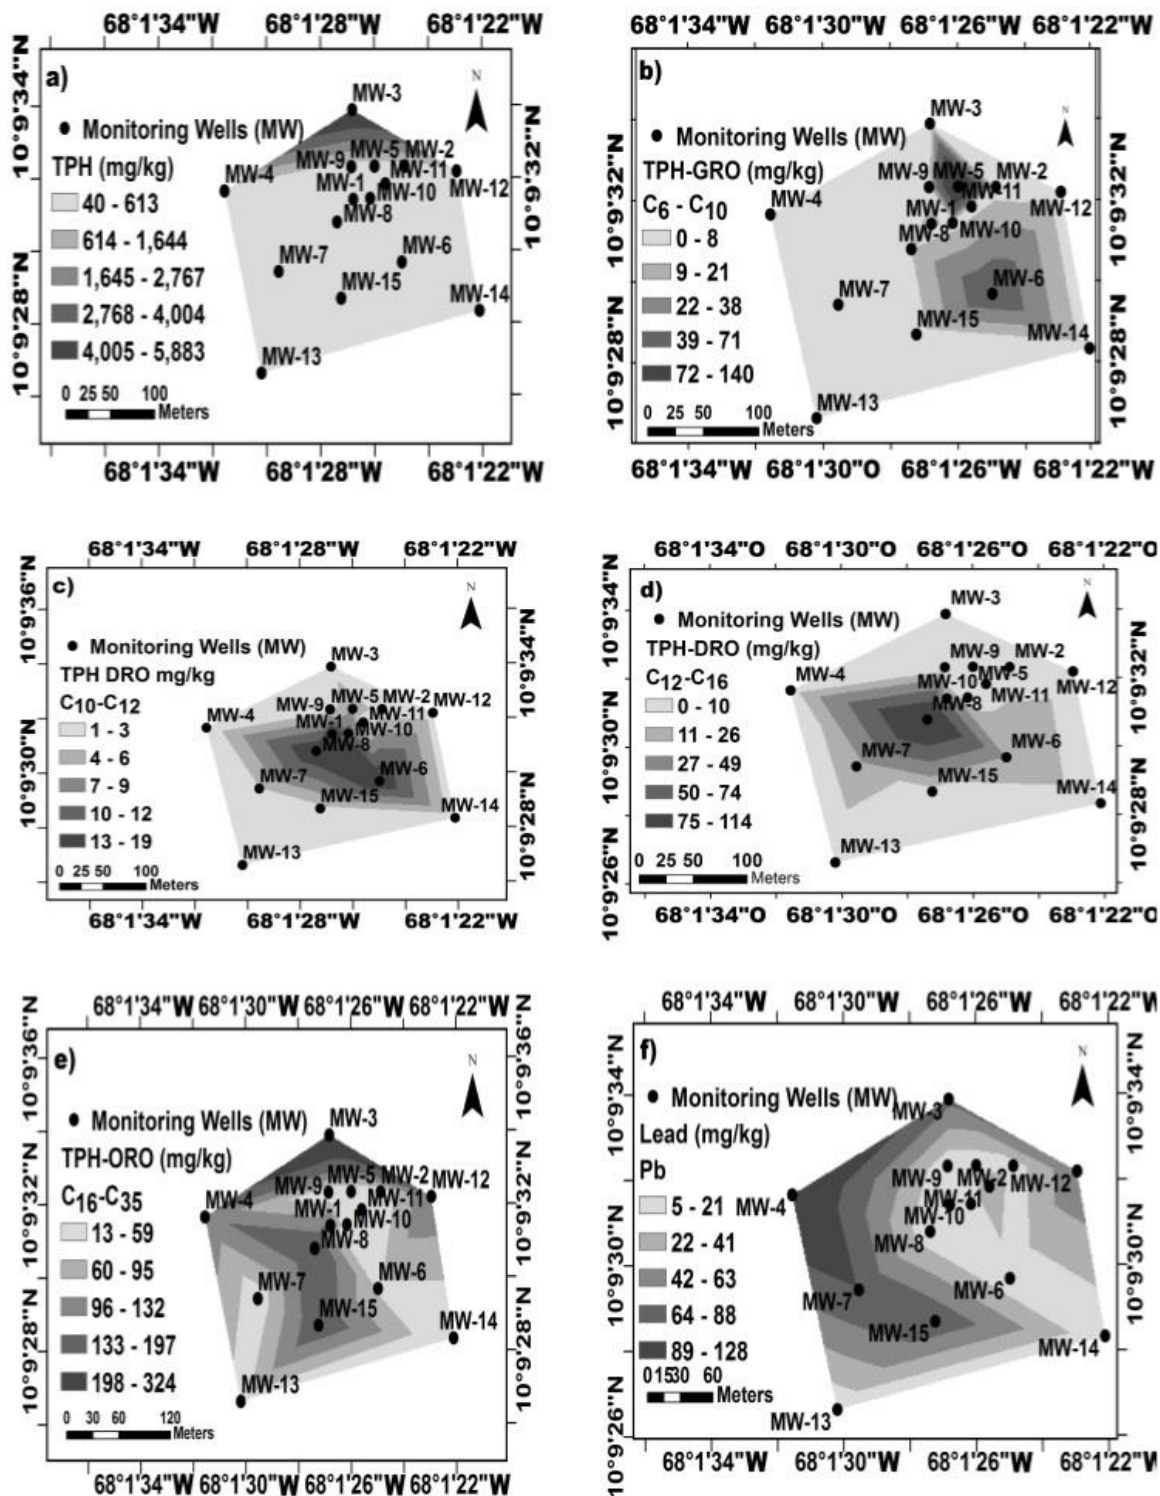 68°1'34"W 68°1'28"W 68°1'22"W
a)
N
10°9'34"N
10°9'28"N
10°9'32"N
Monitoring Wells (MW)
TPH (mg/kg)
40 - 613
614 - 1,644
1,645 - 2,767
2,768 - 4,004
4,005 - 5,883
0 25 50 100
Meters
MW-3
MW-9 MW-5 MW-2
MW-4 MW-11
MW-1 MW-10 MW-12
MW-8
MW-7 MW-6
MW-15 MW-14
MW-13
68°1'34"W 68°1'28"W 68°1'22"W
68°1'34"W 68°1'30"W 68°1'26"W 68°1'22"W
b)
N
10°9'32"N
10°9'28"N
10°9'32"N
10°9'28"N
Monitoring Wells (MW)
TPH-GRO (mg/kg)
C6 - C10
0 - 8
9 - 21
22 - 38
39 - 71
72 - 140
0 25 50 100
Meters
MW-3
MW-9 MW-5 MW-2
MW-4 MW-11
MW-1 MW-10 MW-12
MW-8
MW-7 MW-6
MW-15 MW-14
MW-13
68°1'34"W 68°1'30"O 68°1'26"W 68°1'22"W
68°1'34"W 68°1'28"W 68°1'22"W
c)
N
10°9'36"N
10°9'30"N
10°9'34"N
10°9'28"N
Monitoring Wells (MW)
TPH DRO mg/kg
C10-C12
1 - 3
4 - 6
7 - 9
10 - 12
13 - 19
0 25 50 100
Meters
MW-3
MW-9 MW-5 MW-2 MW-12
MW-4 MW-1 MW-11
MW-10
MW-8
MW-7 MW-6
MW-15 MW-14
MW-13
68°1'34"W 68°1'28"W 68°1'22"W
68°1'34"O 68°1'30"O 68°1'26"O 68°1'22"O
d)
N
10°9'34"N
10°9'30"N
10°9'26"N
10°9'32"N
10°9'28"N
Monitoring Wells (MW)
TPH-DRO (mg/kg)
C12-C16
0 - 10
11 - 26
27 - 49
50 - 74
75 - 114
0 25 50 100
Meters
MW-3
MW-9 MW-2
MW-4 MW-10 MW-5 MW-12
MW-8 MW-11
MW-7 MW-6
MW-15 MW-14
MW-13
68°1'34"O 68°1'30"O 68°1'26"O 68°1'22"O
68°1'34"W 68°1'30"W 68°1'26"W 68°1'22"W
e)
N
10°9'36"N
10°9'32"N
10°9'28"N
10°9'36"N
10°9'32"N
10°9'28"N
Monitoring Wells (MW)
TPH-ORO (mg/kg)
C16-C35
13 - 59
60 - 95
96 - 132
133 - 197
198 - 324
0 30 60 120
Meters
MW-3
MW-9 MW-5 MW-2 MW-12
MW-4 MW-1 MW-11
MW-10
MW-8
MW-7 MW-6
MW-15 MW-14
MW-13
68°1'34"W 68°1'30"W 68°1'26"W 68°1'22"W
68°1'34"W 68°1'30"W 68°1'26"W 68°1'22"W
f)
N
10°9'34"N
10°9'30"N
10°9'26"N
10°9'34"N
10°9'30"N
Monitoring Wells (MW)
Lead (mg/kg)
Pb
5 - 21
22 - 41
42 - 63
64 - 88
89 - 128
01530 60
Meters
MW-3
MW-9 MW-2 MW-12
MW-4 MW-11
MW-10
MW-8
MW-7 MW-6
MW-15 MW-14
MW-13
68°1'34"W 68°1'30"W 68°1'26"W 68°1'22"W